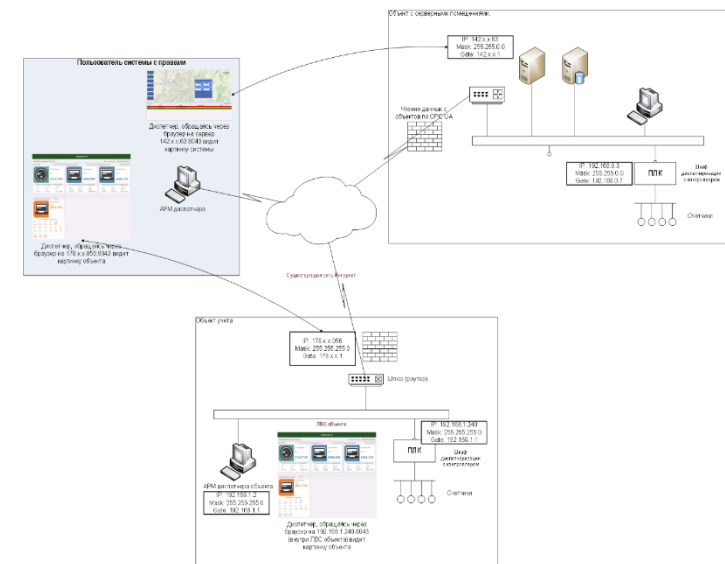 Объект с серверными помещениями.
IP: 142.x.x.63
Mask: 255.255.0.0
Gate: 142.x.x.1
Пользователь системы с правами
Диспетчер, обращаясь через
браузер на сервер
142.x.x.63:8043 видит
картинку системы
Чтение данных с
объектов по OPC UA
АРМ диспетчера
IP: 192.168.0.5
Mask: 255.255.0.0
Gate: 192.168.0.7
ПЛК
Шкаф
диспетчеризации
с контроллером
Счетчики
Диспетчер, обращаясь через
браузер на 178.x.x.056:8043 видит
картинку объекта
Существующая сеть Интернет
Объект учета
IP: 178.x.x.056
Mask: 255.255.255.0
Gate: 178.x.x.1
Шлюз (роутер)
ЛВС объекта
IP: 192.168.1.240
Mask: 255.255.255.0
Gate: 192.168.1.1
ПЛК
Шкаф
диспетчеризации
с контроллером
АРМ диспетчера объекта
IP: 192.168.1.2
Mask: 255.255.255.0
Gate: 192.168.1.1
Счетчики
Диспетчер, обращаясь через
браузер на 192.168.1.240:8043
(внутри ЛВС объекта) видит
картинку объекта